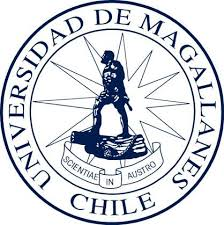 UNIVERSIDAD DE MAGALLANES
SCIENTIAE IN AUSTRO
CHILE